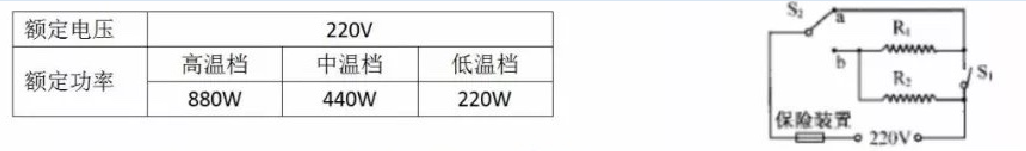 额定电压 220V
额定功率 高温档 中温档 低温档
880W 440W 220W
S₂ a
R₁
b
S₁
R₂
保险装置
220V